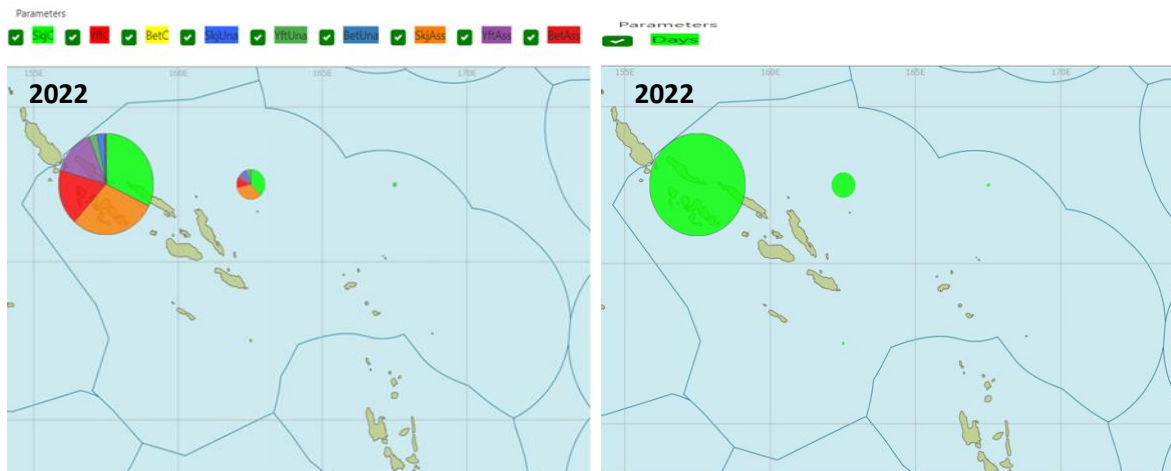 Parameters
SkjC YftC BetC SkjUna YftUna BetUna SkjAss YftAss BetAss
155E 160E 165E 170E
2022
Parameters
Days
155E 160E 165E 170E
2022